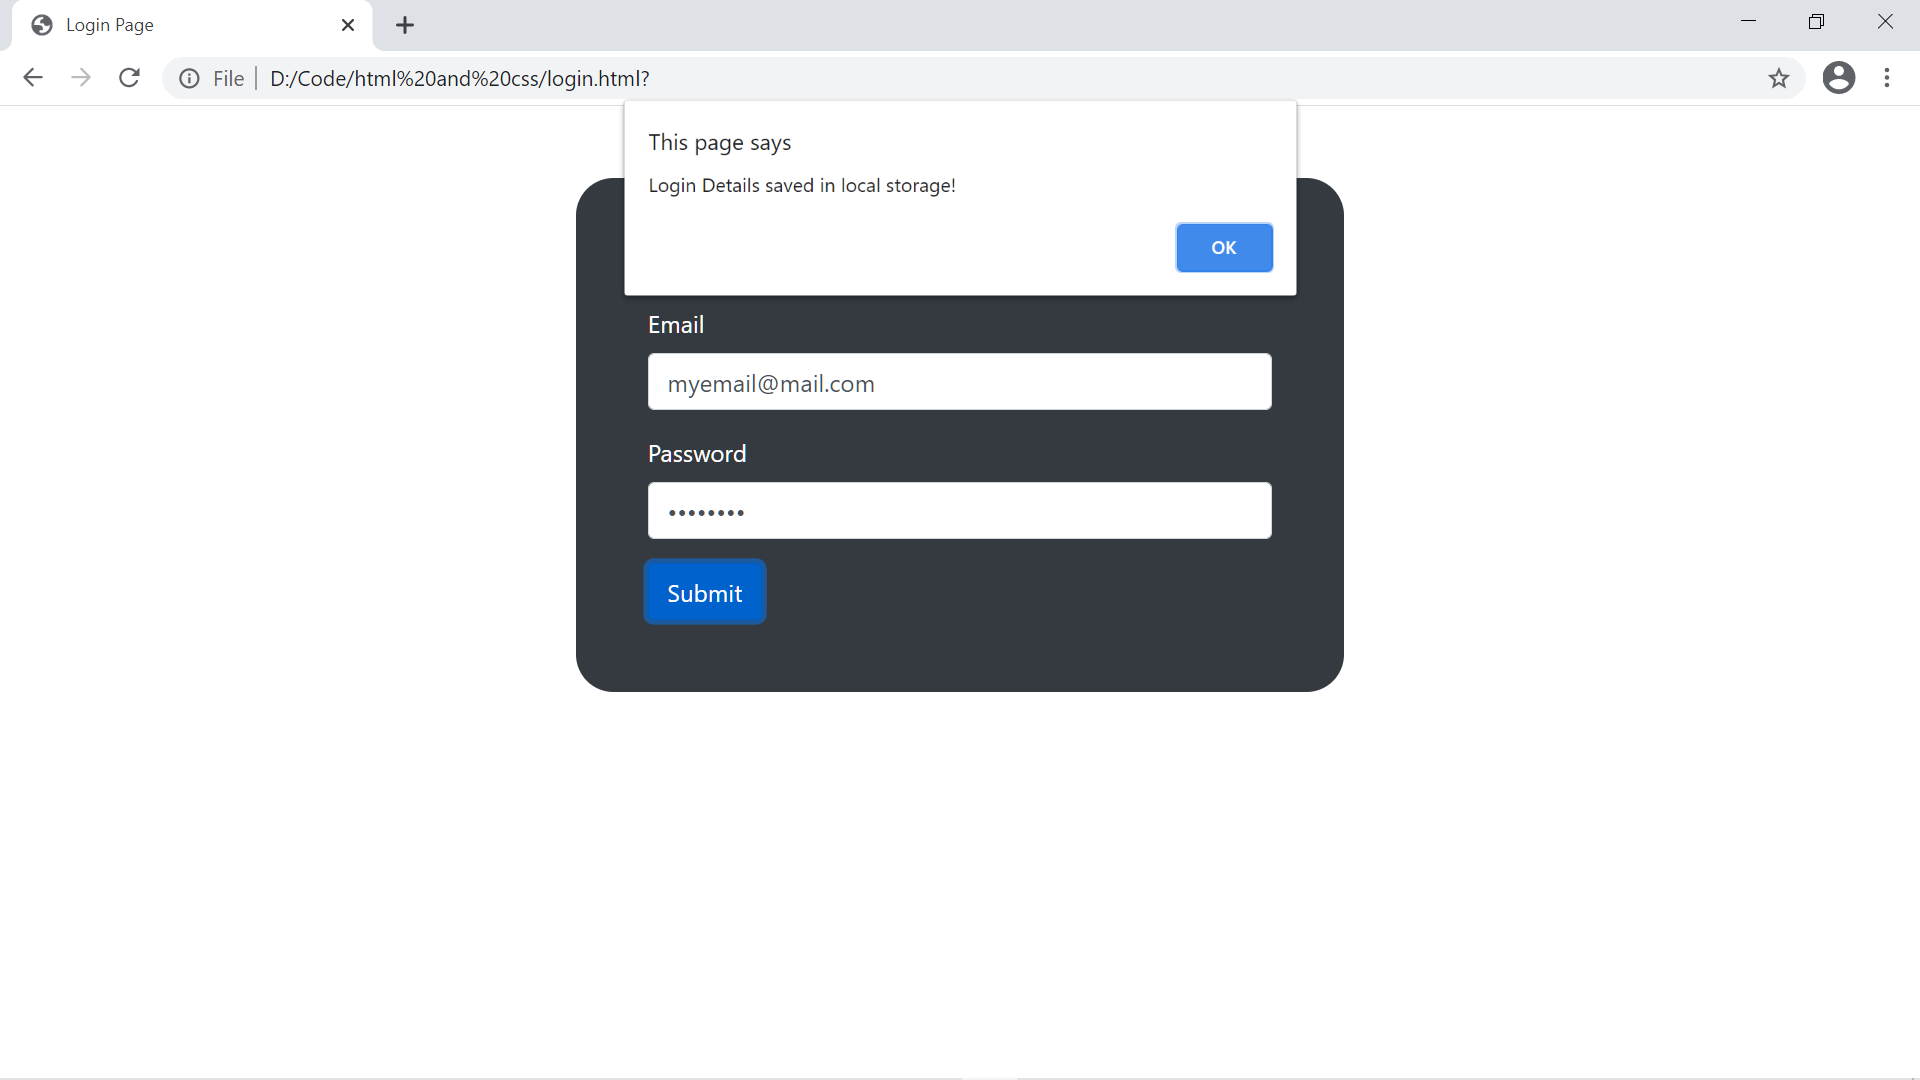 Login Page
File
D:/Code/html%20and%20css/login.html?
This page says
Login Details saved in local storage!
OK
Email
myemail@mail.com
Password
••••••••
Submit